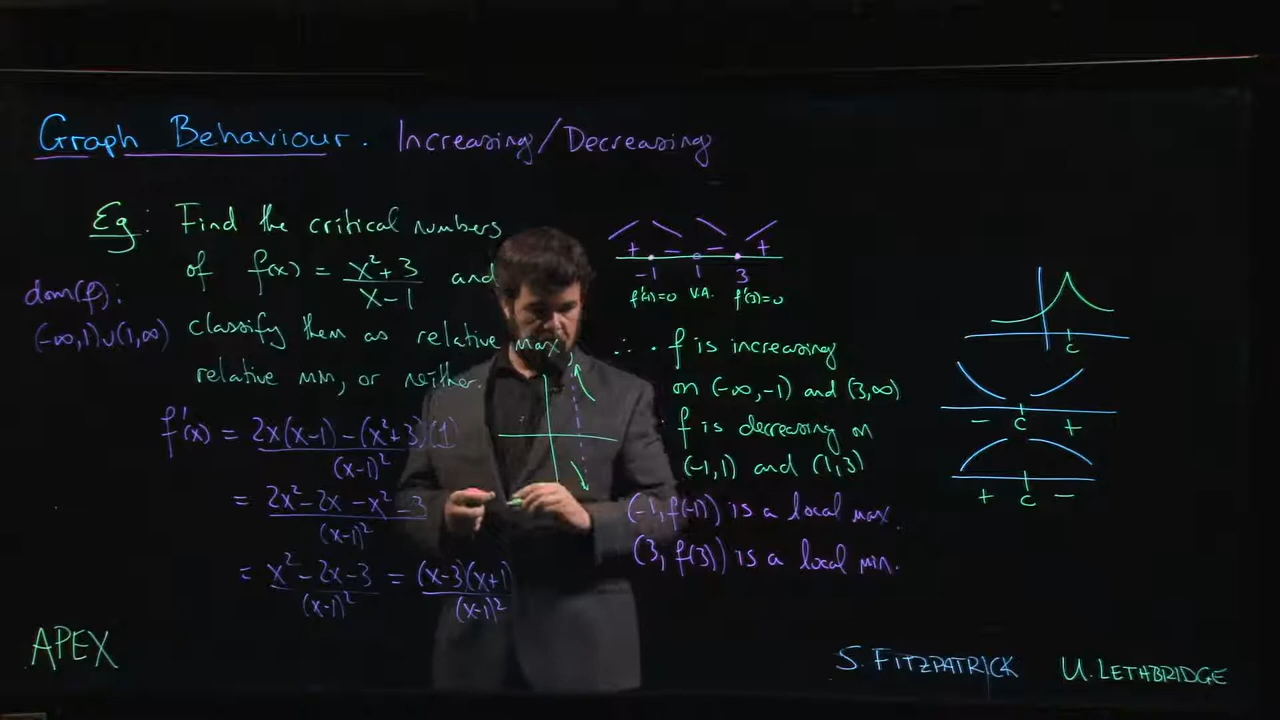 Graph Behaviour. Increasing/Decreasing
Eg: Find the critical numbers
of f(x) = x²+3 / x-1 and
dom(f):
(-∞,1)∪(1,∞)
classify them as relative max,
relative min, or neither.
f'(x) = 2x(x-1)-(x²+3)(1) / (x-1)²
= 2x²-2x-x²-3 / (x-1)²
= x²-2x-3 / (x-1)² = (x-3)(x+1) / (x-1)²
+ - - +
-1 1 3
f'(-1)=0 V.A. f'(3)=0
∴ · f is increasing
on (-∞,-1) and (3,∞)
· f is decreasing on
(-1,1) and (1,3)
(-1, f(-1)) is a local max.
(3, f(3)) is a local min.
c
- c +
+ c -
APEX
S. FITZPATRICK U. LETHBRIDGE